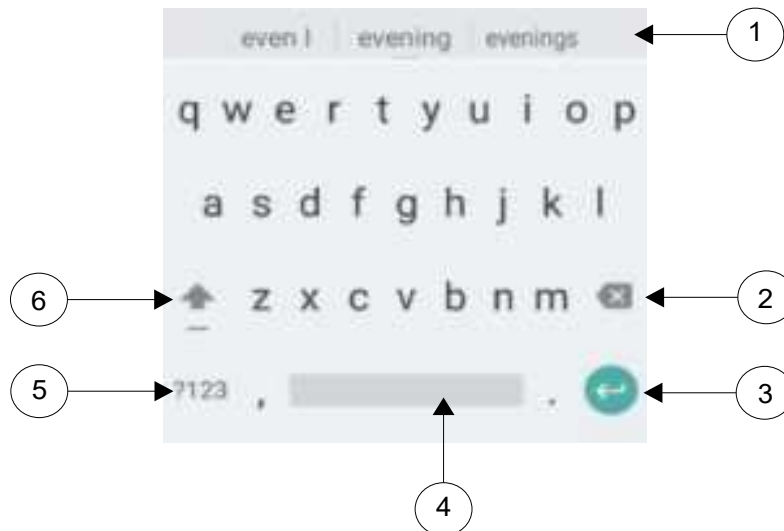 even I evening evenings 1
q w e r t y u i o p
a s d f g h j k l
6 z x c v b n m 2
5 ?123 , . 3
4